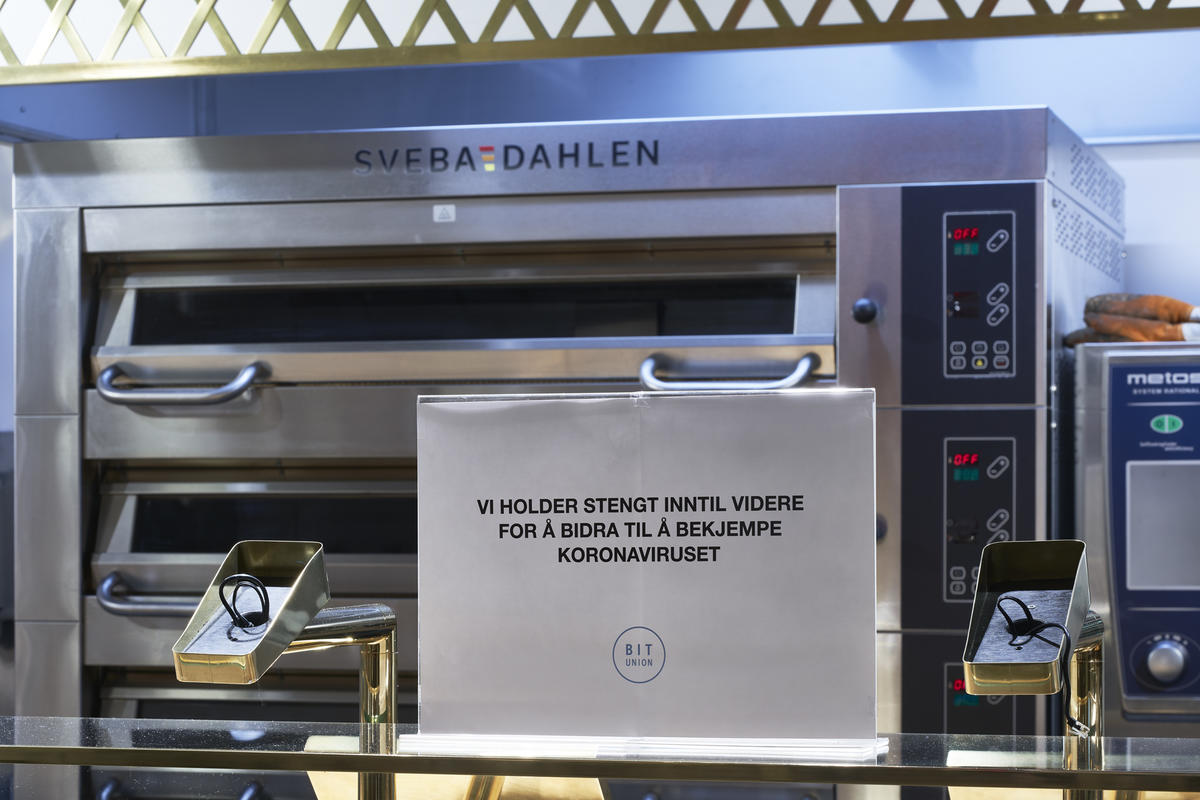 SVEBA DAHLEN
OFF
metos
SYSTEM RATIONAL
OFF
VI HOLDER STENGT INNTIL VIDERE
FOR Å BIDRA TIL Å BEKJEMPE
KORONAVIRUSET
BIT
UNION